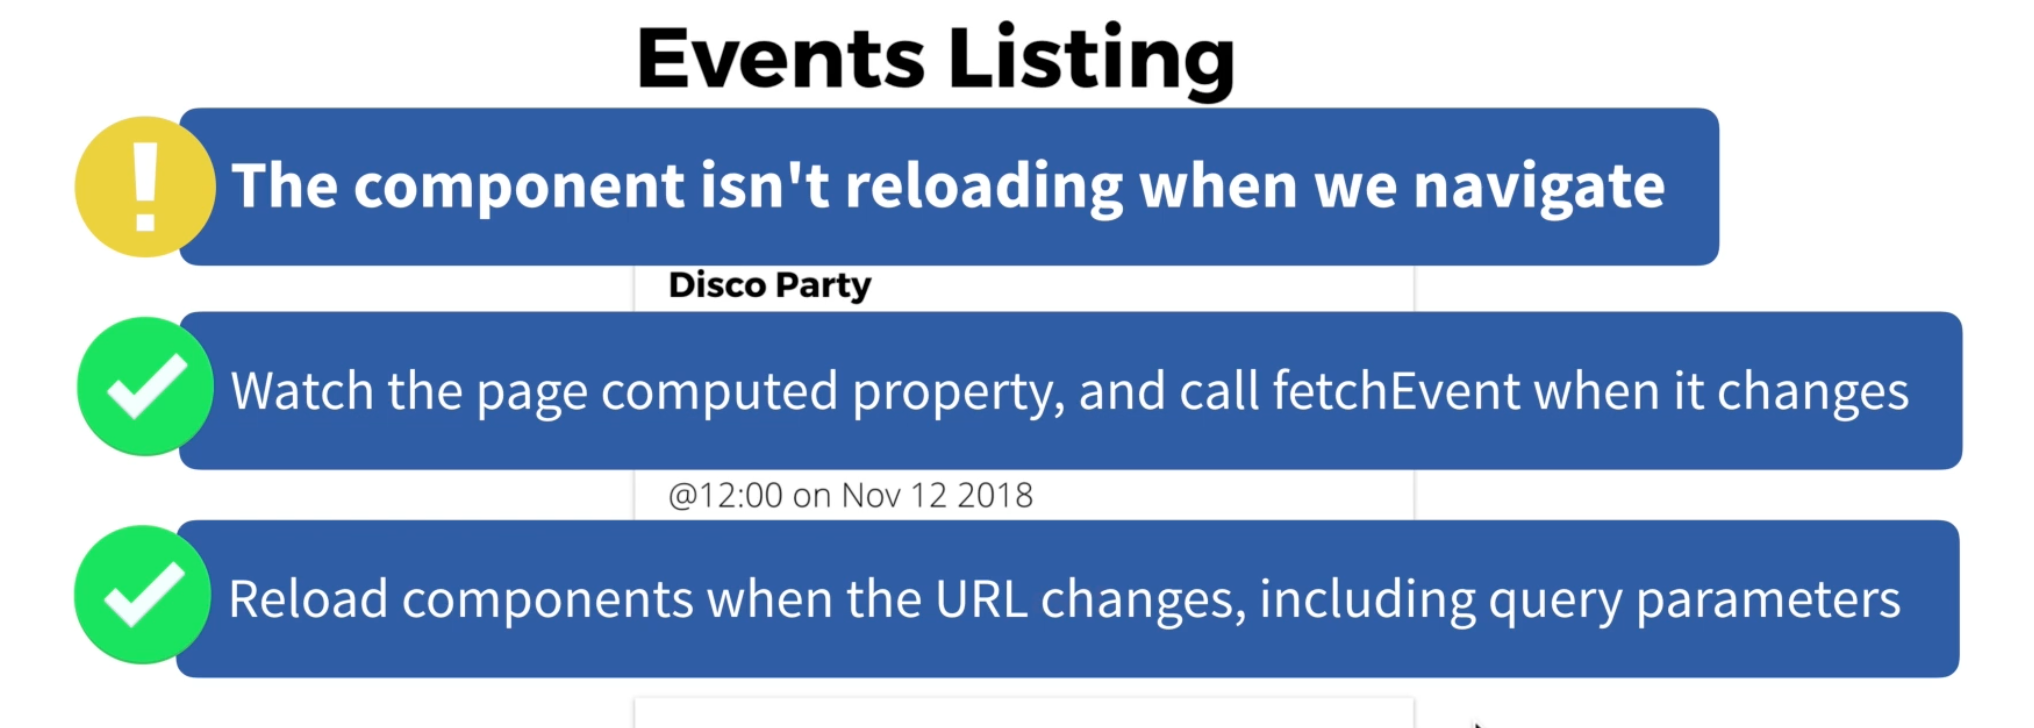 Events Listing
! The component isn't reloading when we navigate
Disco Party
Watch the page computed property, and call fetchEvent when it changes
@12:00 on Nov 12 2018
Reload components when the URL changes, including query parameters